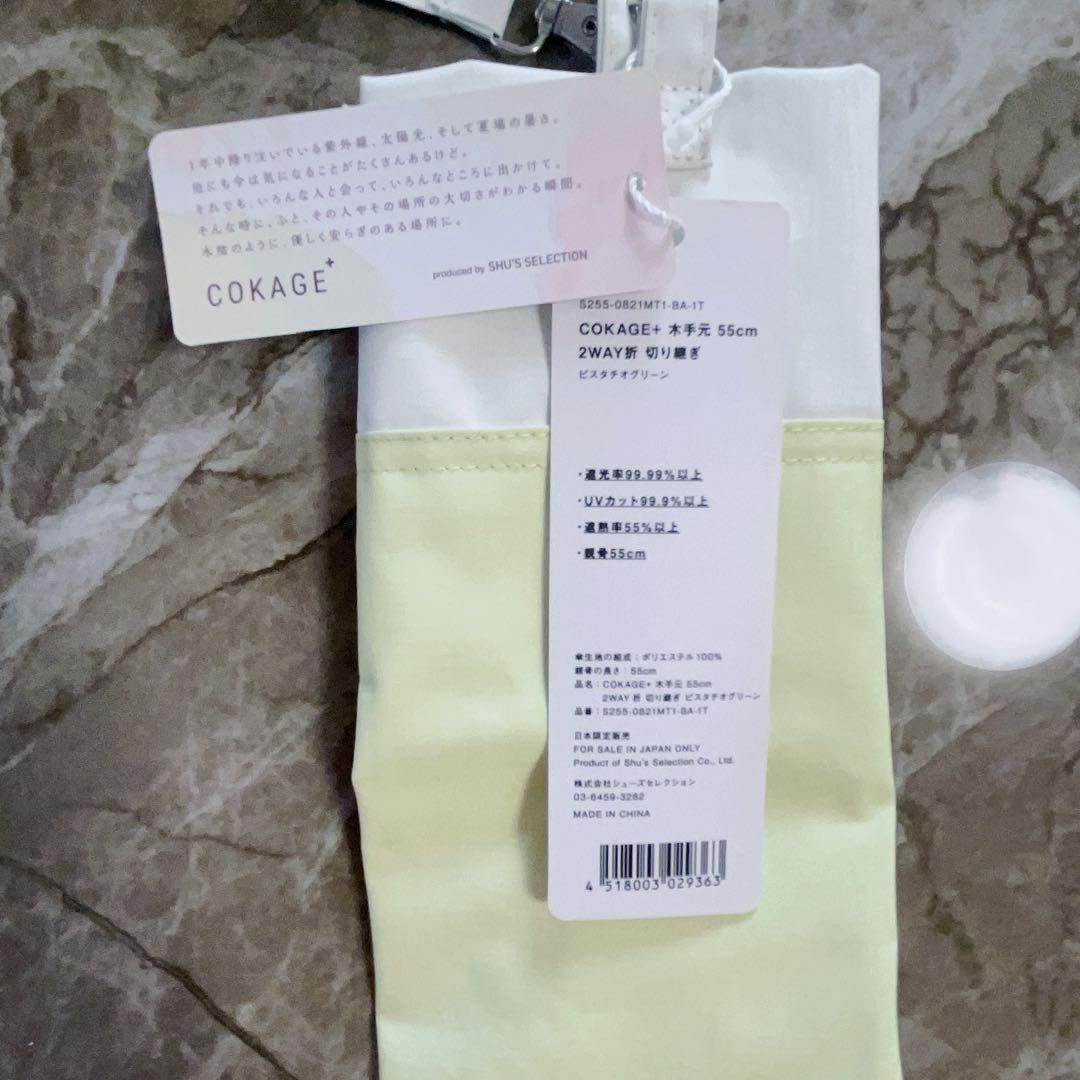 1年中降り注いでいる紫外線、太陽光、そして夏場の暑さ。
他にも今は気になることがたくさんあるけど。
それでも、いろんな人と会って、いろんなところに出かけて。
そんな時に、ふと、その人やその場所の大切さがわかる瞬間。
木陰のように、優しく安らぎのある場所に。
COKAGE+
produced by SHU'S SELECTION
S255-0821MT1-BA-1T
COKAGE+ 木手元 55cm
2WAY折 切り継ぎ
ピスタチオグリーン
・遮光率99.99%以上
・UVカット99.9%以上
・遮熱率55%以上
・親骨55cm
傘生地の組成：ポリエステル100%
親骨の長さ：55cm
品名：COKAGE+ 木手元 55cm
2WAY 折 切り継ぎ ピスタチオグリーン
品番：S255-0821MT1-BA-1T
日本限定販売
FOR SALE IN JAPAN ONLY
Product of Shu's Selection Co., Ltd.
株式会社シューズセレクション
03-6459-3282
MADE IN CHINA
4 518003 029363